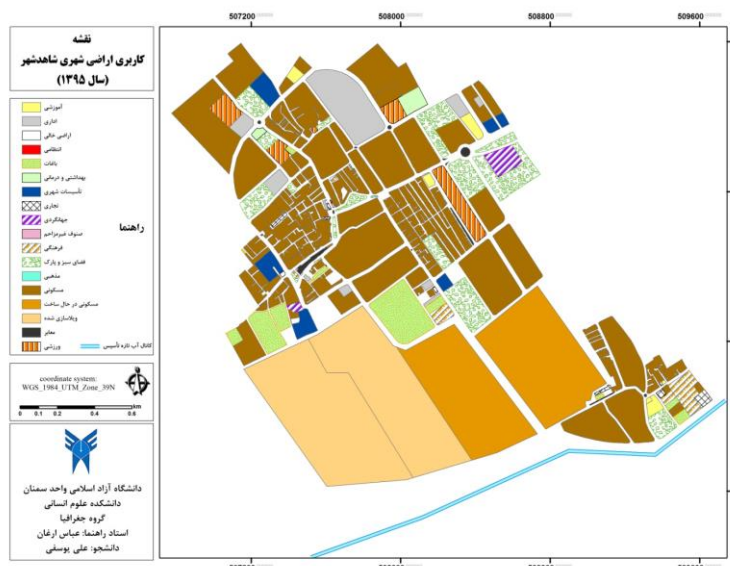 507200 508000 508800 509600
نقشه
کاربری اراضی شهری شاهدشهر
(سال ۱۳۹۵)
آموزشی
اداری
اراضی خالی
انتظامی
باغات
بهداشتی و درمانی
تأسیسات شهری
تجاری
جهانگردی
صنوف غیرمزاحم
فرهنگی
فضای سبز و پارک
مذهبی
مسکونی
مسکونی در حال ساخت
ویلاسازی شده
معابر
ورزشی
راهنما
کانال آب تازه تأسیس
coordinate system:
WGS_1984_UTM_Zone_39N
km
0 0.1 0.2 0.4 0.6
دانشگاه آزاد اسلامی واحد سمنان
دانشکده علوم انسانی
گروه جغرافیا
استاد راهنما: عباس ارغان
دانشجو: علی یوسفی
507200 508000